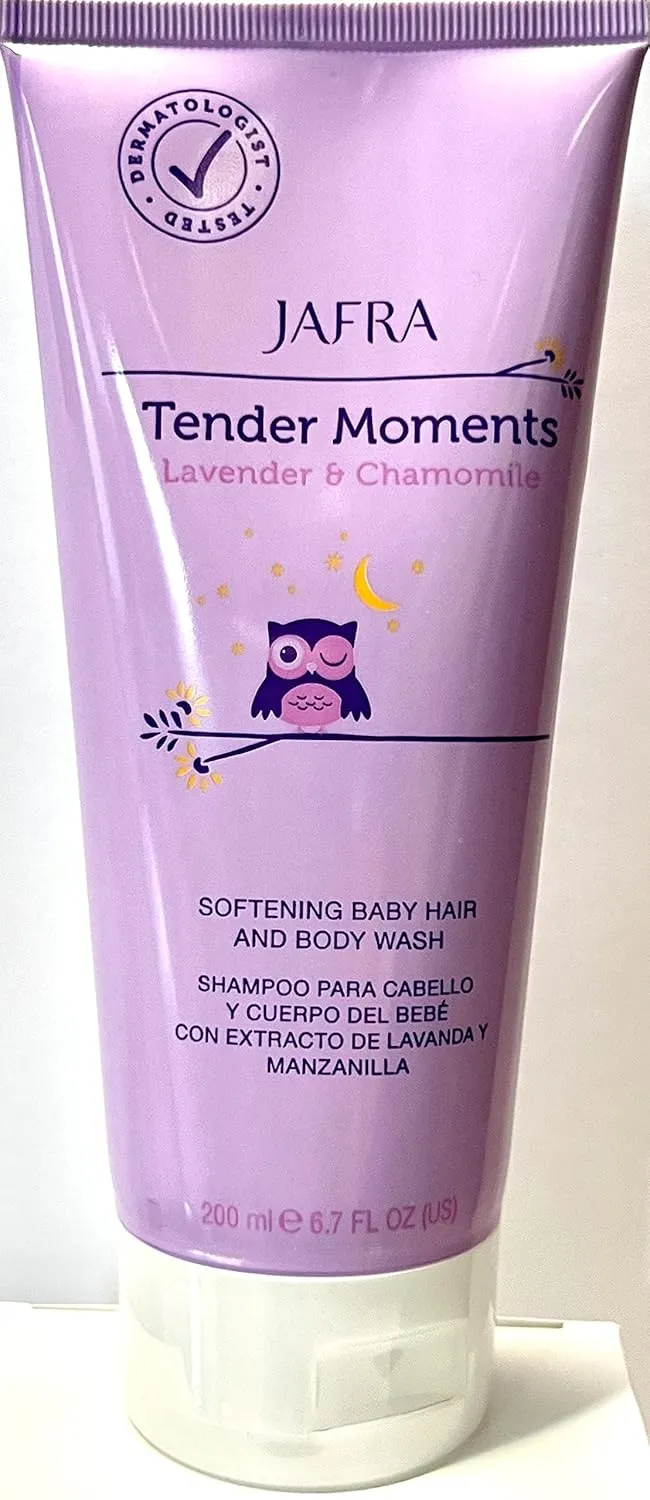 DERMATOLOGIST • TESTED •
JAFRA
Tender Moments
Lavender & Chamomile
SOFTENING BABY HAIR
AND BODY WASH
SHAMPOO PARA CABELLO
Y CUERPO DEL BEBÉ
CON EXTRACTO DE LAVANDA Y
MANZANILLA
200 ml ℮ 6.7 FL OZ (US)